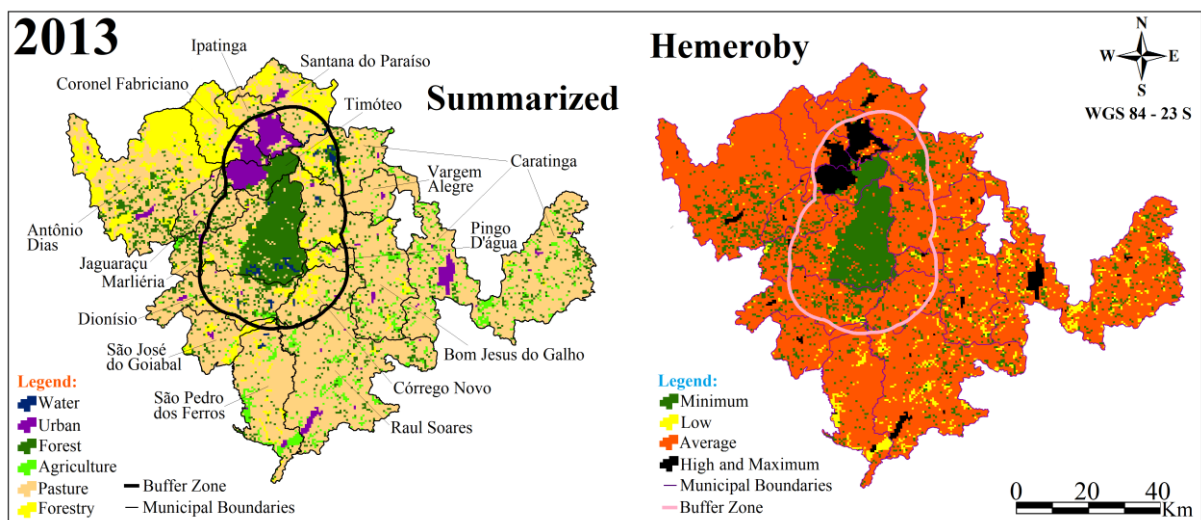 2013
Ipatinga
Santana do Paraíso
Coronel Fabriciano
Timóteo
Summarized
Caratinga
Vargem
Alegre
Pingo
D'água
Antônio
Dias
Jaguaraçu
Marliéria
Dionísio
São José
do Goiabal
Bom Jesus do Galho
Córrego Novo
São Pedro
dos Ferros
Raul Soares
Legend:
Water
Urban
Forest
Agriculture
Pasture
Forestry
Buffer Zone
Municipal Boundaries
Hemeroby
N
W
E
S
WGS 84 - 23 S
Legend:
Minimum
Low
Average
High and Maximum
Municipal Boundaries
Buffer Zone
0 20 40
Km